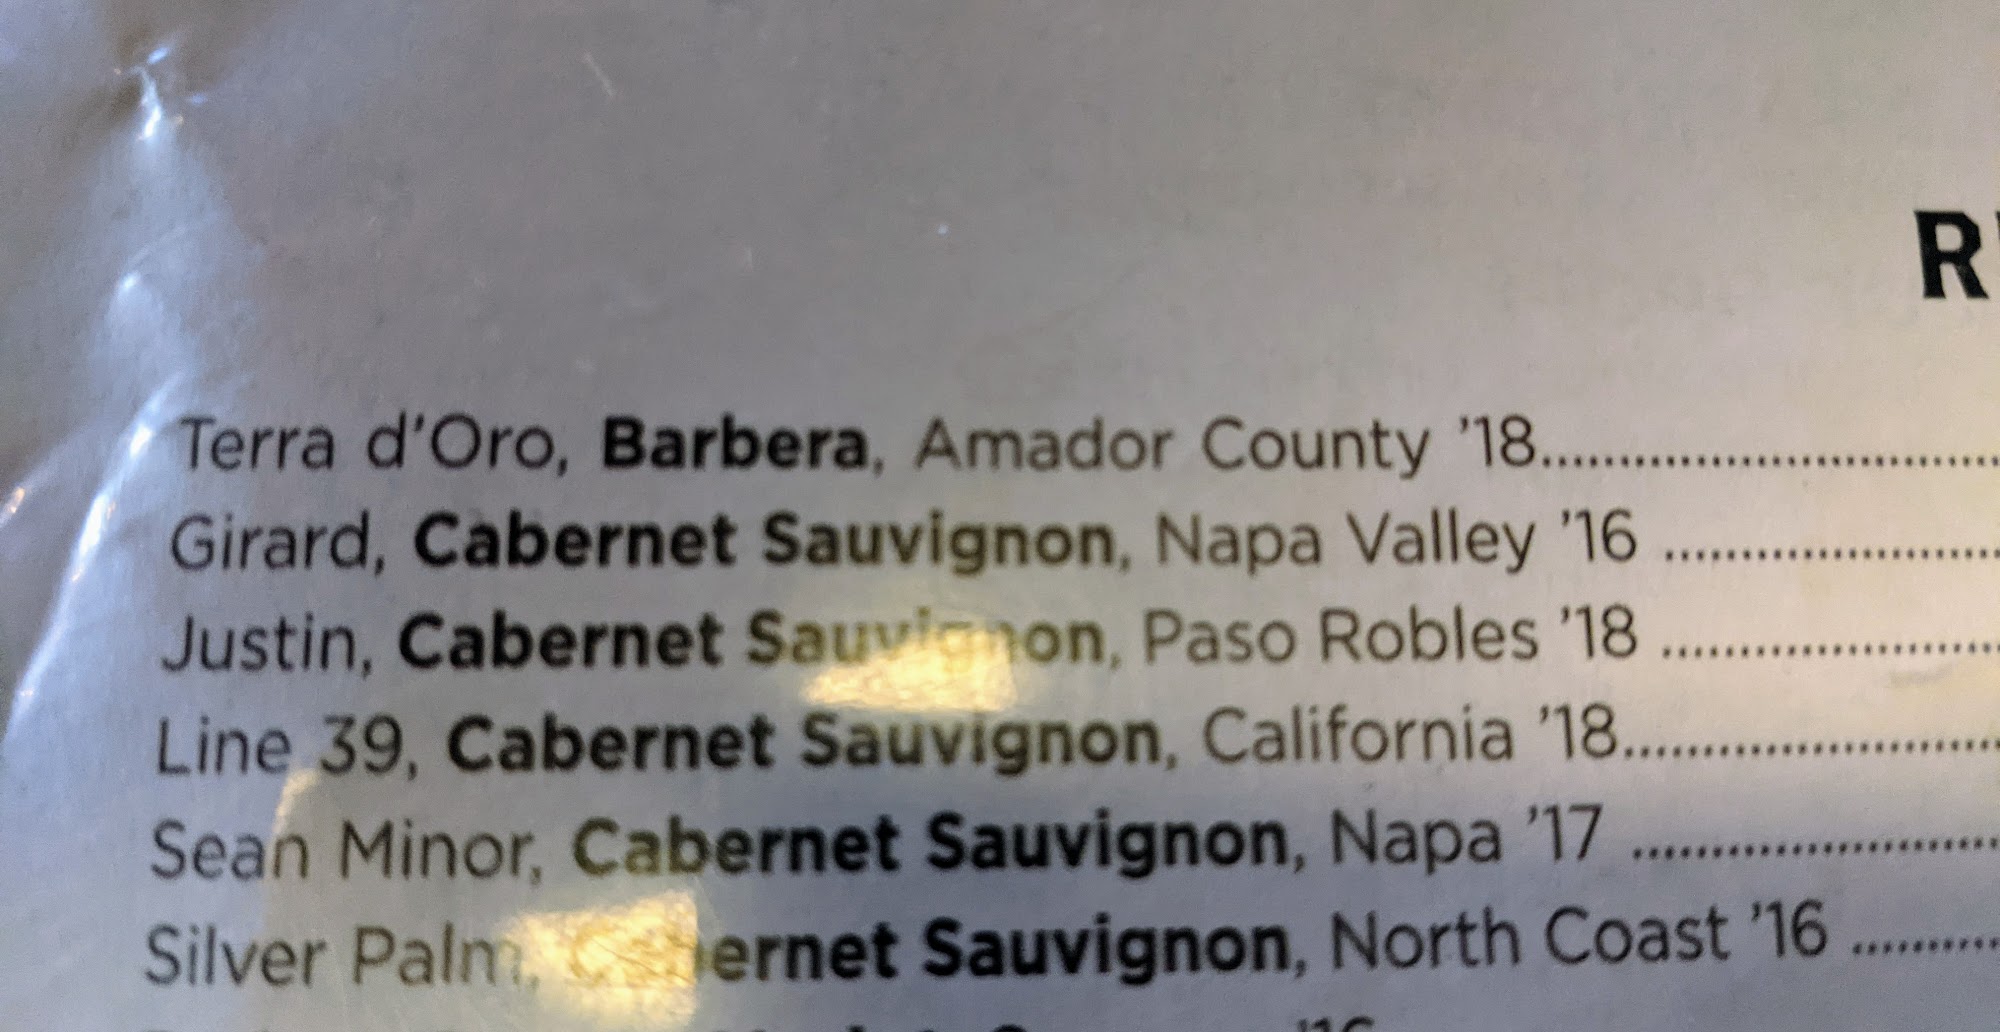 R
Terra d'Oro, Barbera, Amador County '18
Girard, Cabernet Sauvignon, Napa Valley '16
Justin, Cabernet Sauvignon, Paso Robles '18
Line 39, Cabernet Sauvignon, California '18
Sean Minor, Cabernet Sauvignon, Napa '17
Silver Palm, Cabernet Sauvignon, North Coast '16
'16